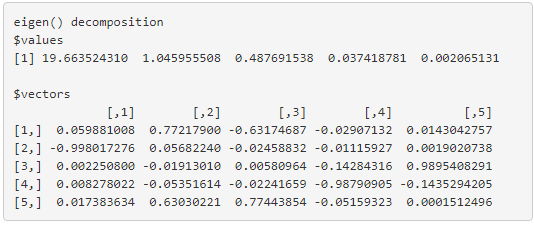 eigen() decomposition
$values
[1] 19.663524310  1.045955508  0.487691538  0.037418781  0.002065131
$vectors
             [,1]        [,2]        [,3]        [,4]         [,5]
[1,]  0.059881008  0.77217900 -0.63174687 -0.02907132  0.0143042757
[2,] -0.998017276  0.05682240 -0.02458832 -0.01115927  0.0019020738
[3,]  0.002250800 -0.01913010  0.00580964 -0.14284316  0.9895408291
[4,]  0.008278022 -0.05351614 -0.02241659 -0.98790905 -0.1435294205
[5,]  0.017383634  0.63030221  0.77443854 -0.05159323  0.0001512496